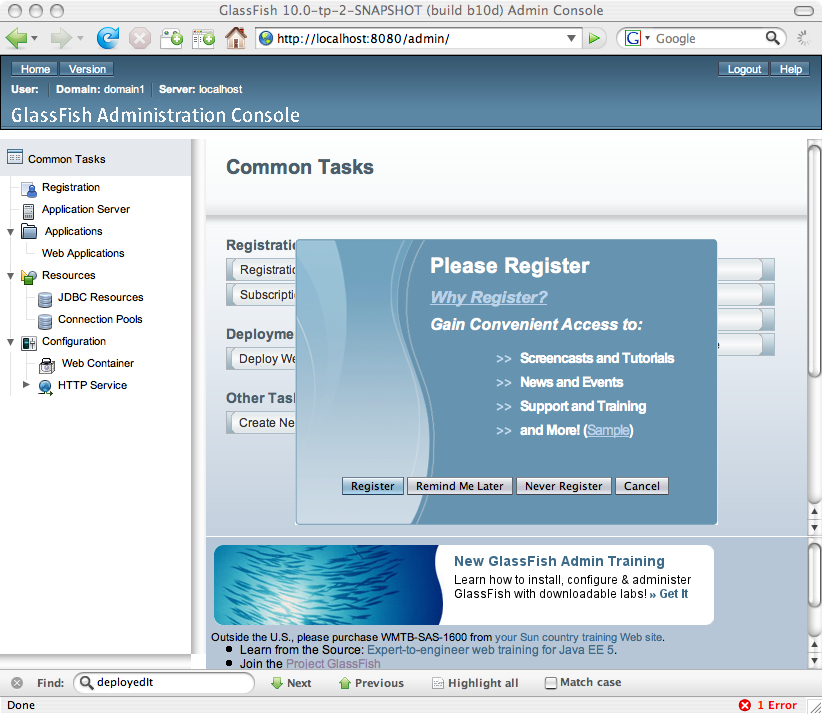 GlassFish 10.0-tp-2-SNAPSHOT (build b10d) Admin Console
http://localhost:8080/admin/
G Google
Home Version Logout Help
User: Domain: domain1 Server: localhost
GlassFish Administration Console
Common Tasks
Registration
Application Server
Applications
Web Applications
Resources
JDBC Resources
Connection Pools
Configuration
Web Container
HTTP Service
Common Tasks
Registratio
Registratio
Subscripti
Deployme
Deploy We
Other Tas
Create Ne
Please Register
Why Register?
Gain Convenient Access to:
>> Screencasts and Tutorials
>> News and Events
>> Support and Training
>> and More! (Sample)
Register Remind Me Later Never Register Cancel
New GlassFish Admin Training
Learn how to install, configure & administer
GlassFish with downloadable labs! » Get It
Outside the U.S., please purchase WMTB-SAS-1600 from your Sun country training Web site.
Learn from the Source: Expert-to-engineer web training for Java EE 5.
Join the Project GlassFish
Find: deployedIt Next Previous Highlight all Match case
Done 1 Error